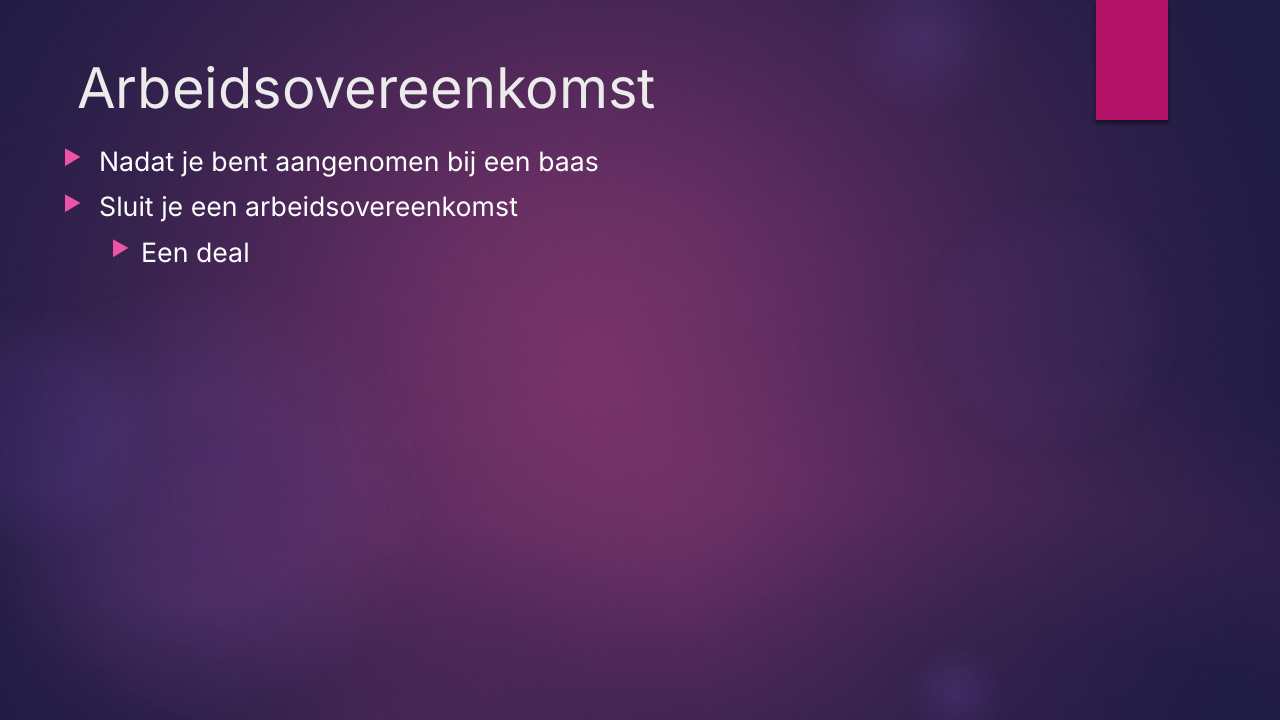 Arbeidsovereenkomst
Nadat je bent aangenomen bij een baas
Sluit je een arbeidsovereenkomst
Een deal